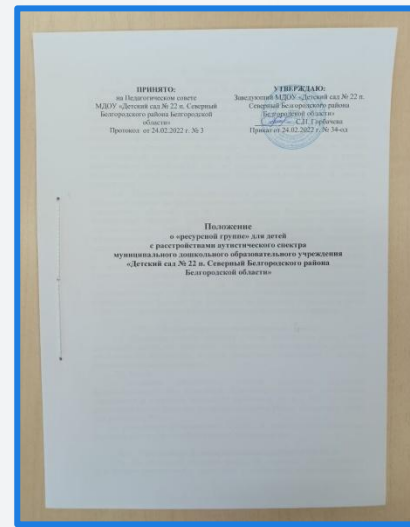 ПРИНЯТО:
на Педагогическом совете
МДОУ «Детский сад № 22 п. Северный
Белгородского района Белгородской
области»
Протокол от 24.02.2022 г. № 3
УТВЕРЖДАЮ:
Заведующий МДОУ «Детский сад № 22 п.
Северный Белгородского района
Белгородской области»
С.П. Горбачева
Приказ от 24.02.2022 г. № 34-од
Положение
о «ресурсной группе» для детей
с расстройствами аутистического спектра
муниципального дошкольного образовательного учреждения
«Детский сад № 22 п. Северный Белгородского района
Белгородской области»